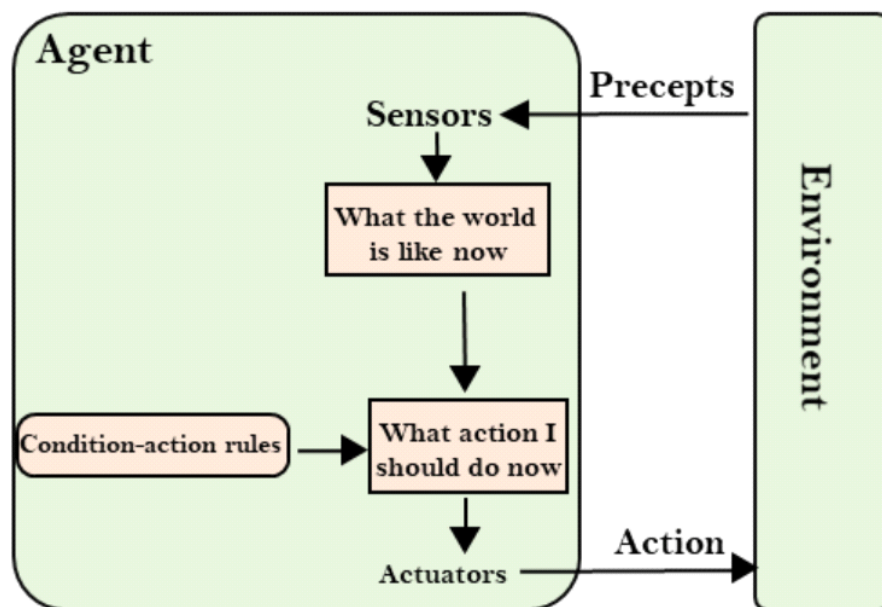 Agent
Precepts
Sensors
What the world
is like now
Environment
Condition-action rules
What action I
should do now
Action
Actuators